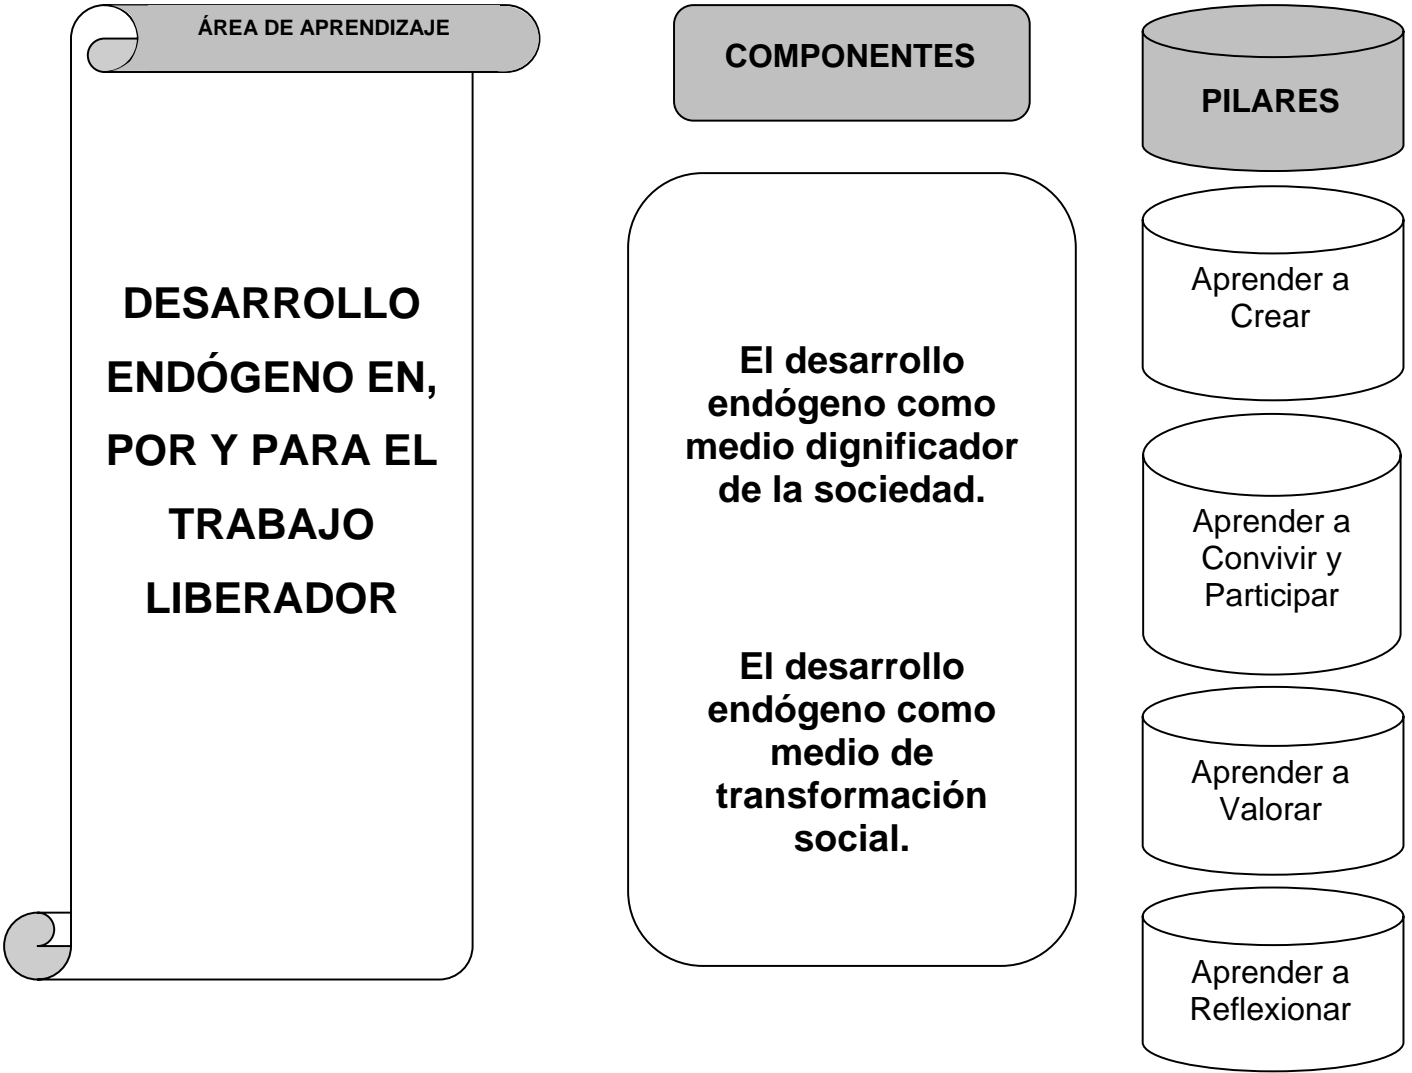 ÁREA DE APRENDIZAJE
DESARROLLO
ENDÓGENO EN,
POR Y PARA EL
TRABAJO
LIBERADOR
COMPONENTES
El desarrollo
endógeno como
medio dignificador
de la sociedad.
El desarrollo
endógeno como
medio de
transformación
social.
PILARES
Aprender a
Crear
Aprender a
Convivir y
Participar
Aprender a
Valorar
Aprender a
Reflexionar